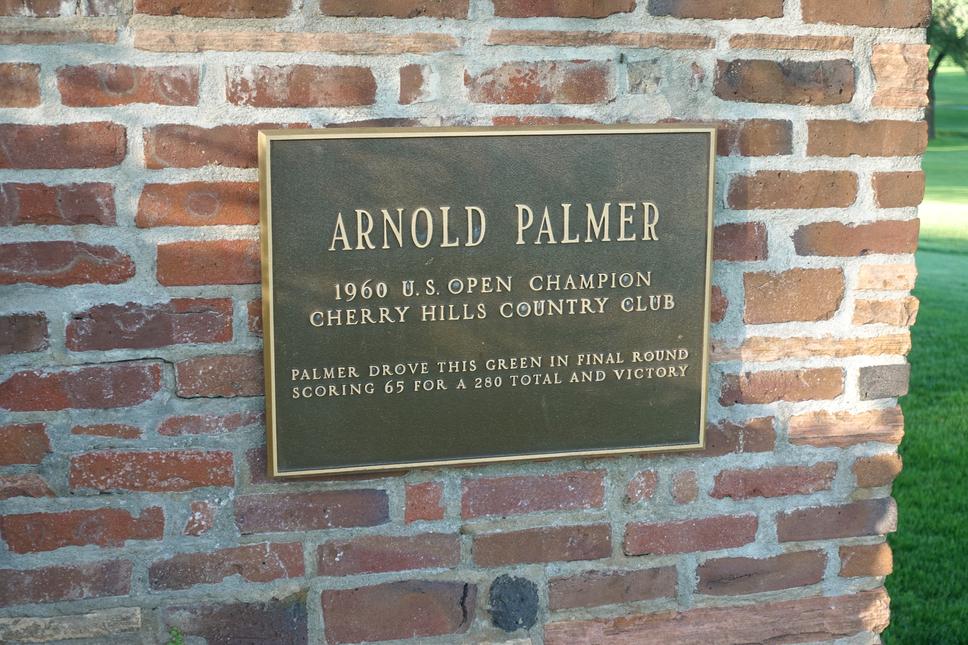 ARNOLD PALMER
1960 U.S. OPEN CHAMPION
CHERRY HILLS COUNTRY CLUB
PALMER DROVE THIS GREEN IN FINAL ROUND
SCORING 65 FOR A 280 TOTAL AND VICTORY